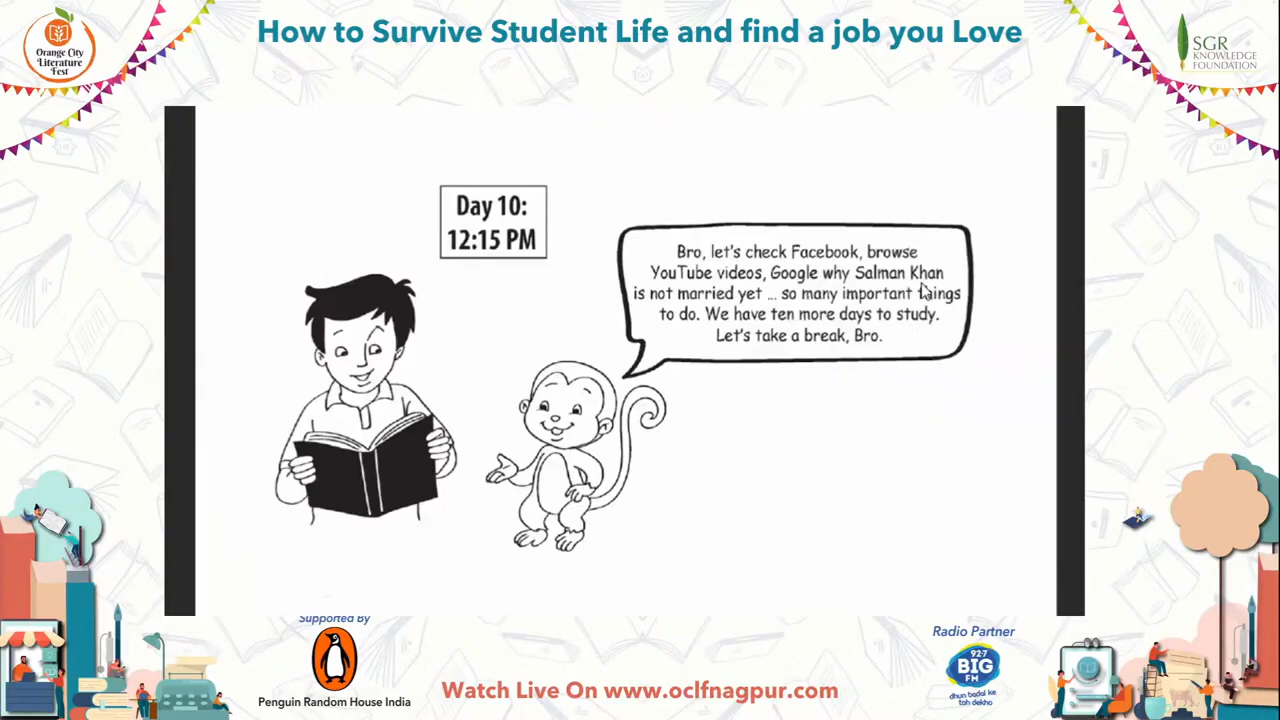 How to Survive Student Life and find a job you Love
Orange City
Literature
Fest
SGR
KNOWLEDGE
FOUNDATION
Day 10:
12:15 PM
Bro, let's check Facebook, browse
YouTube videos, Google why Salman Khan
is not married yet ... so many important things
to do. We have ten more days to study.
Let's take a break, Bro.
Supported By
Penguin Random House India
Watch Live On www.oclfnagpur.com
Radio Partner
92.7
BIG
FM
dhun badal ke
toh dekho